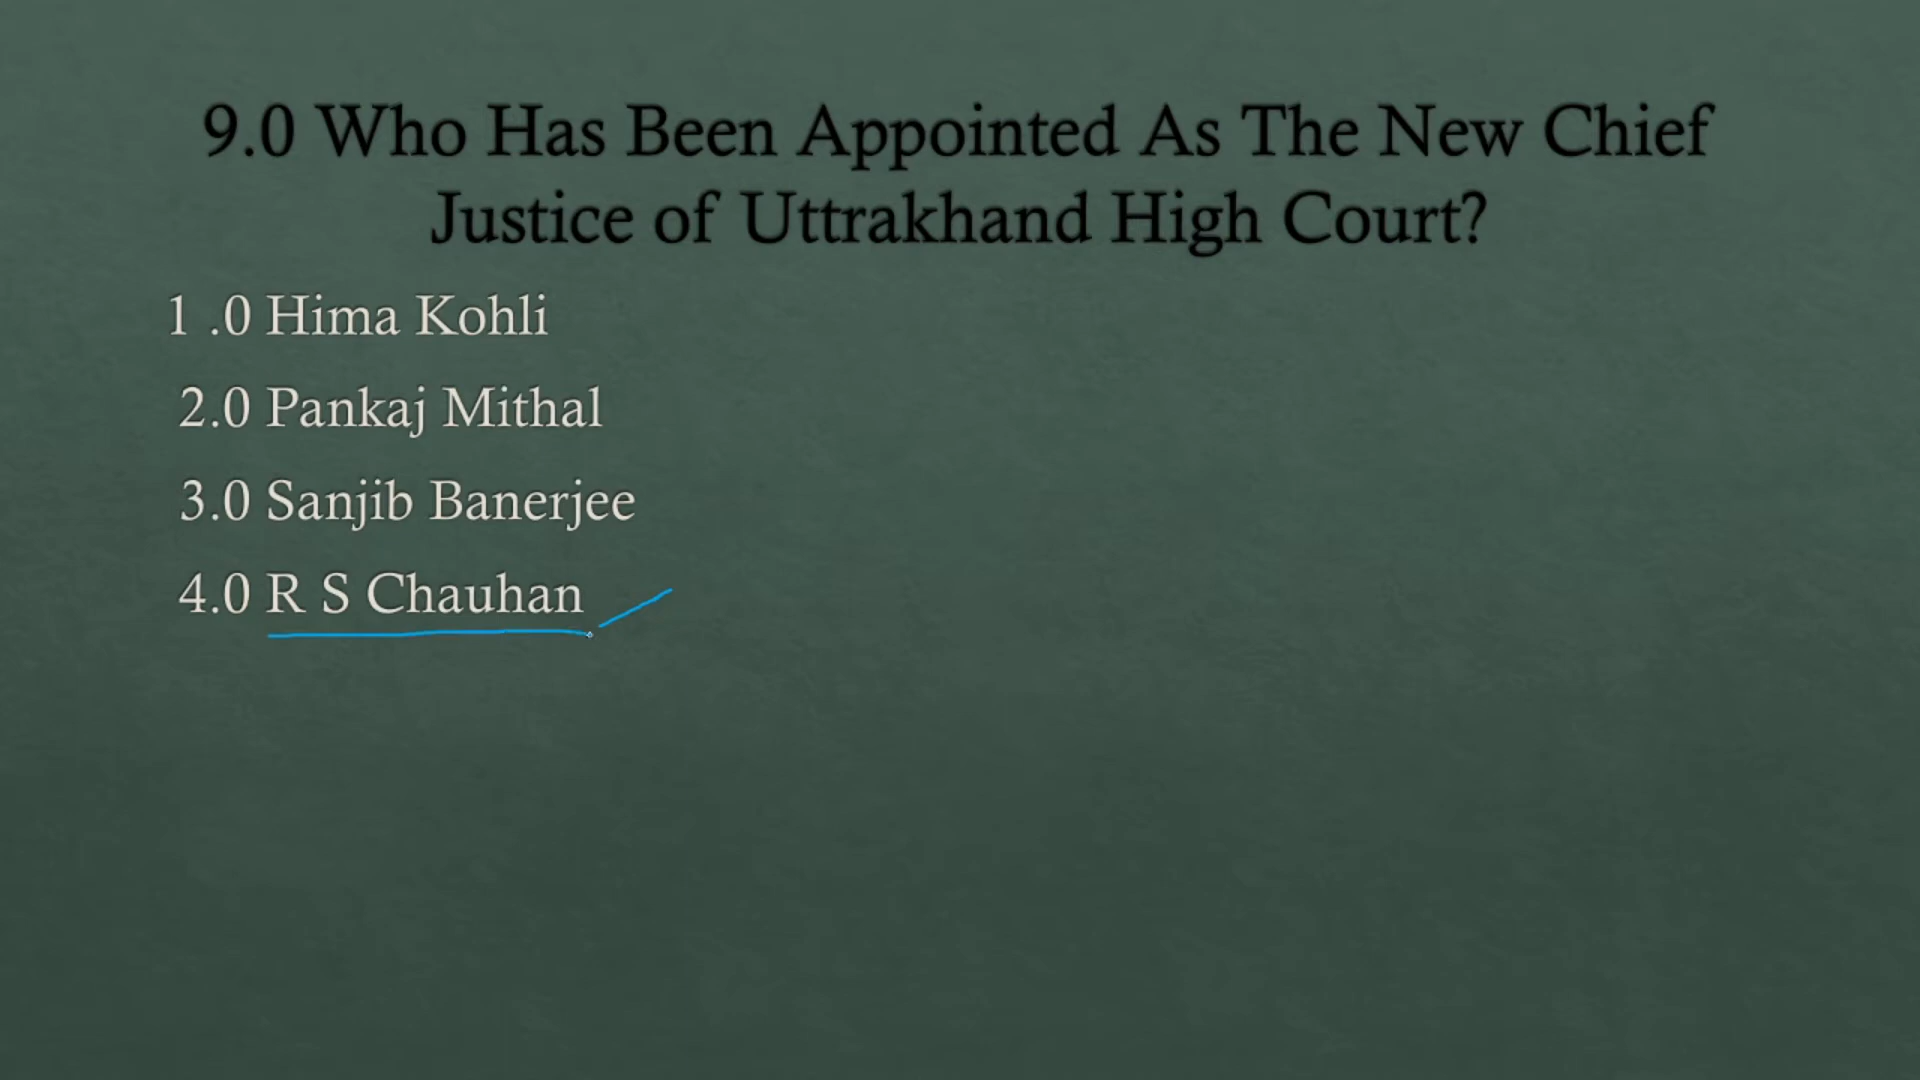 9.0 Who Has Been Appointed As The New Chief
Justice of Uttrakhand High Court?
1 .0 Hima Kohli
2.0 Pankaj Mithal
3.0 Sanjib Banerjee
4.0 R S Chauhan